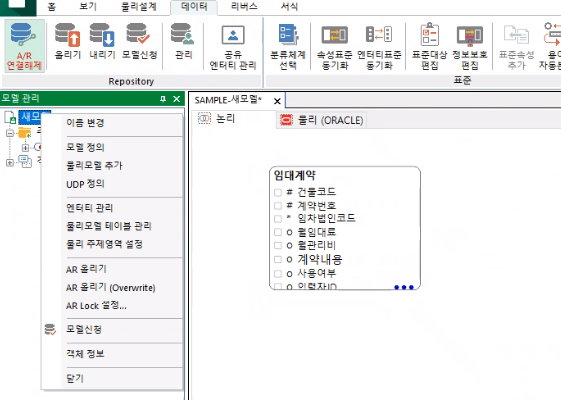 홈 보기 물리설계 데이터 리버스 서식
A/R 연결해제
올리기
내리기
모델신청
관리
공유 엔터티 관리
분류체계 선택
속성표준 동기화
엔터티표준 동기화
표준대상 편집
정보보호 편집
표준속성 추가
Repository
표준
모델 관리
SAMPLE-새모델*
논리
물리 (ORACLE)
새모
이름 변경
모델 정의
물리모델 추가
UDP 정의
엔터티 관리
물리모델 테이블 관리
물리 주제영역 설정
AR 올리기
AR 올리기 (Overwrite)
AR Lock 설정...
모델신청
객체 정보
닫기
임대계약
# 건물코드
# 계약번호
* 임차법인코드
o 월임대료
o 월관리비
o 계약내용
o 사용여부
o 입력자ID